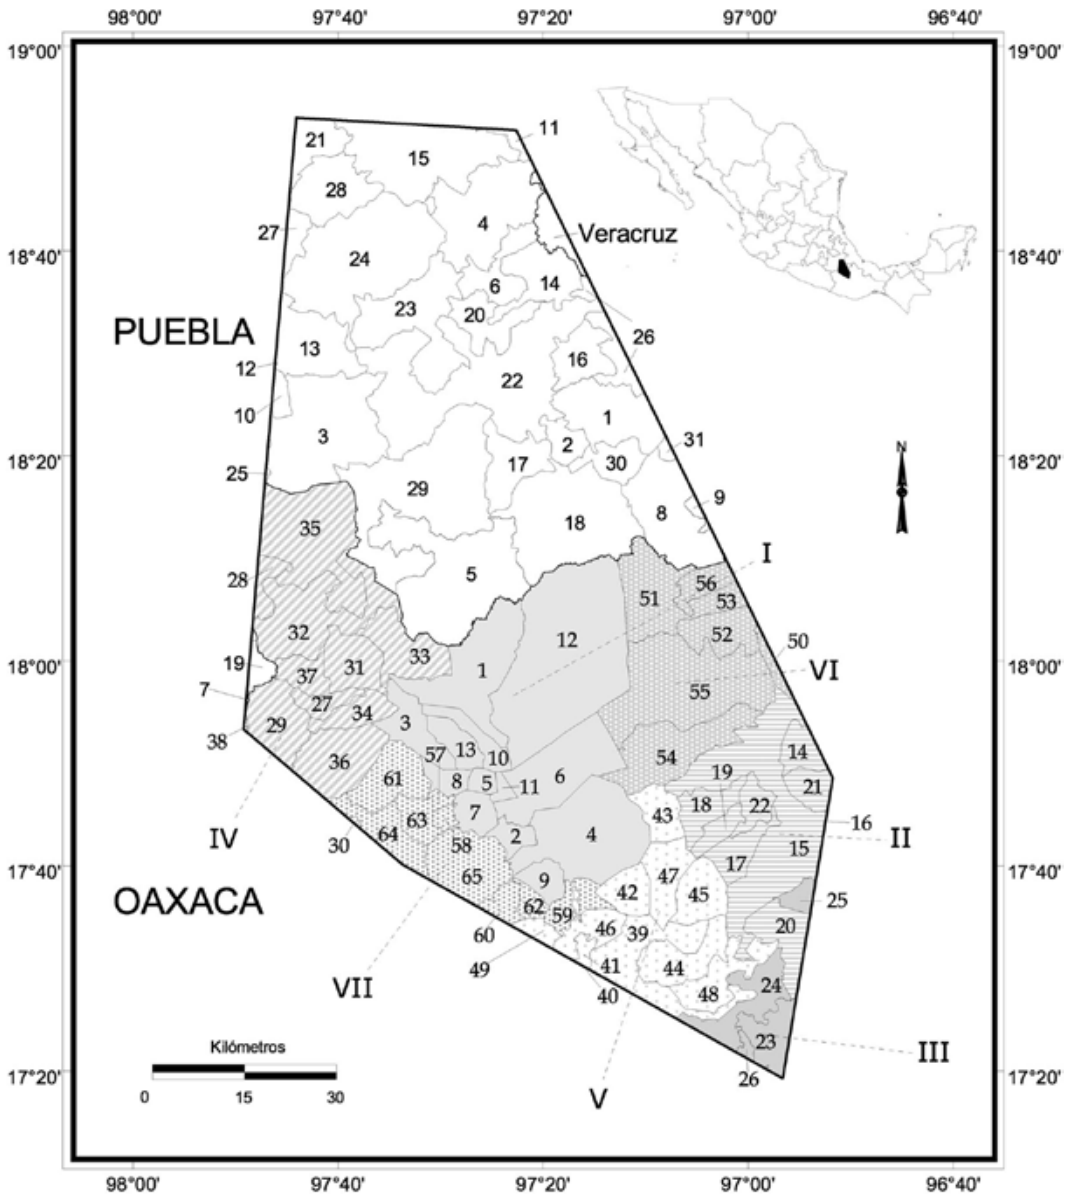 98°00' 97°40' 97°20' 97°00' 96°40'
19°00' 19°00'
21 15 11
28
27 4 Veracruz
18°40' 24 18°40'
6 14
23 20
PUEBLA
26
13 16
12
22
10 1
3 2 31
18°20' 25 17 30 18°20'
29 9
8
18
35
I
5
28 56
51 53
12
32 52 50
33
18°00' 19 31 1 VI 18°00'
37
7 27 55
34 3
29
38 57 13 10 54 14
36 19
61 8 5 11 6 21
18 22
7 43 16
63
IV 64 58 2 4 II
30 15
17°40' 17 17°40'
65 9 47
42 45
OAXACA 62 25
59 20
60 46 39
49 41 44
VII 24
40 48
23
Kilómetros III
17°20' 26 17°20'
0 15 30 V
98°00' 97°40' 97°20' 97°00' 96°40'
N